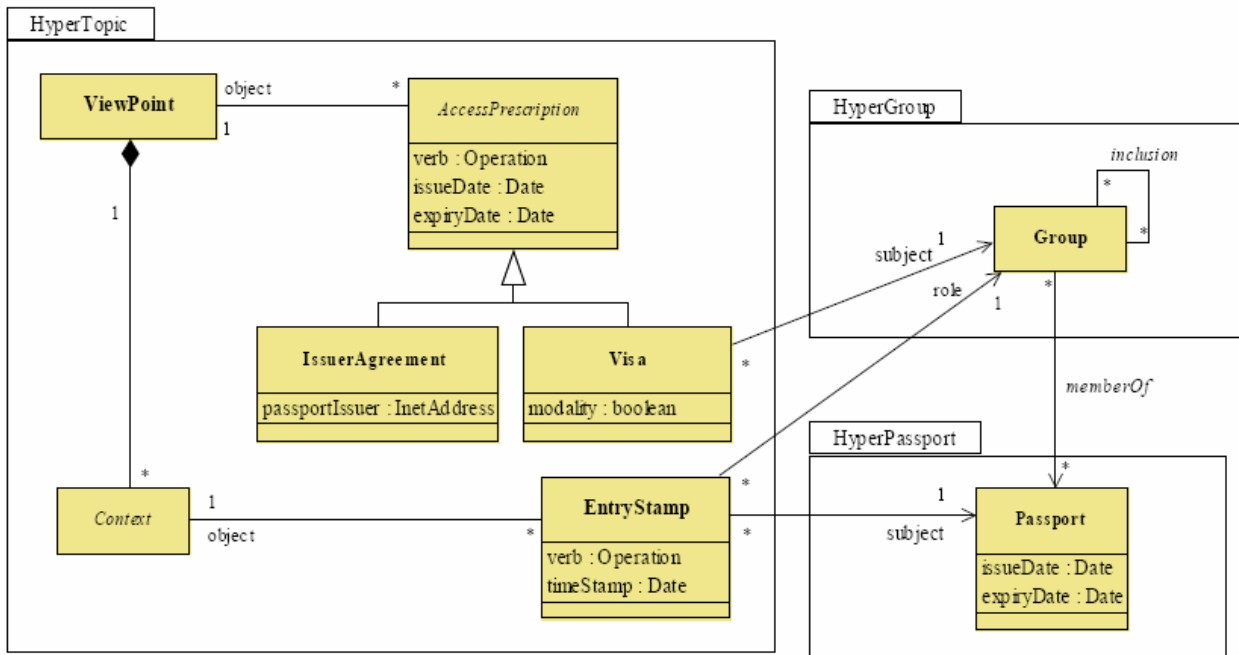 HyperTopic
ViewPoint
object
*
1
AccessPrescription
verb : Operation
issueDate : Date
expiryDate : Date
HyperGroup
inclusion
*
*
Group
1
subject
role
1
*
1
IssuerAgreement
passportIssuer : InetAddress
Visa
modality : boolean
*
memberOf
HyperPassport
*
Context
1
object
*
EntryStamp
verb : Operation
timeStamp : Date
*
*
1
subject
*
Passport
issueDate : Date
expiryDate : Date